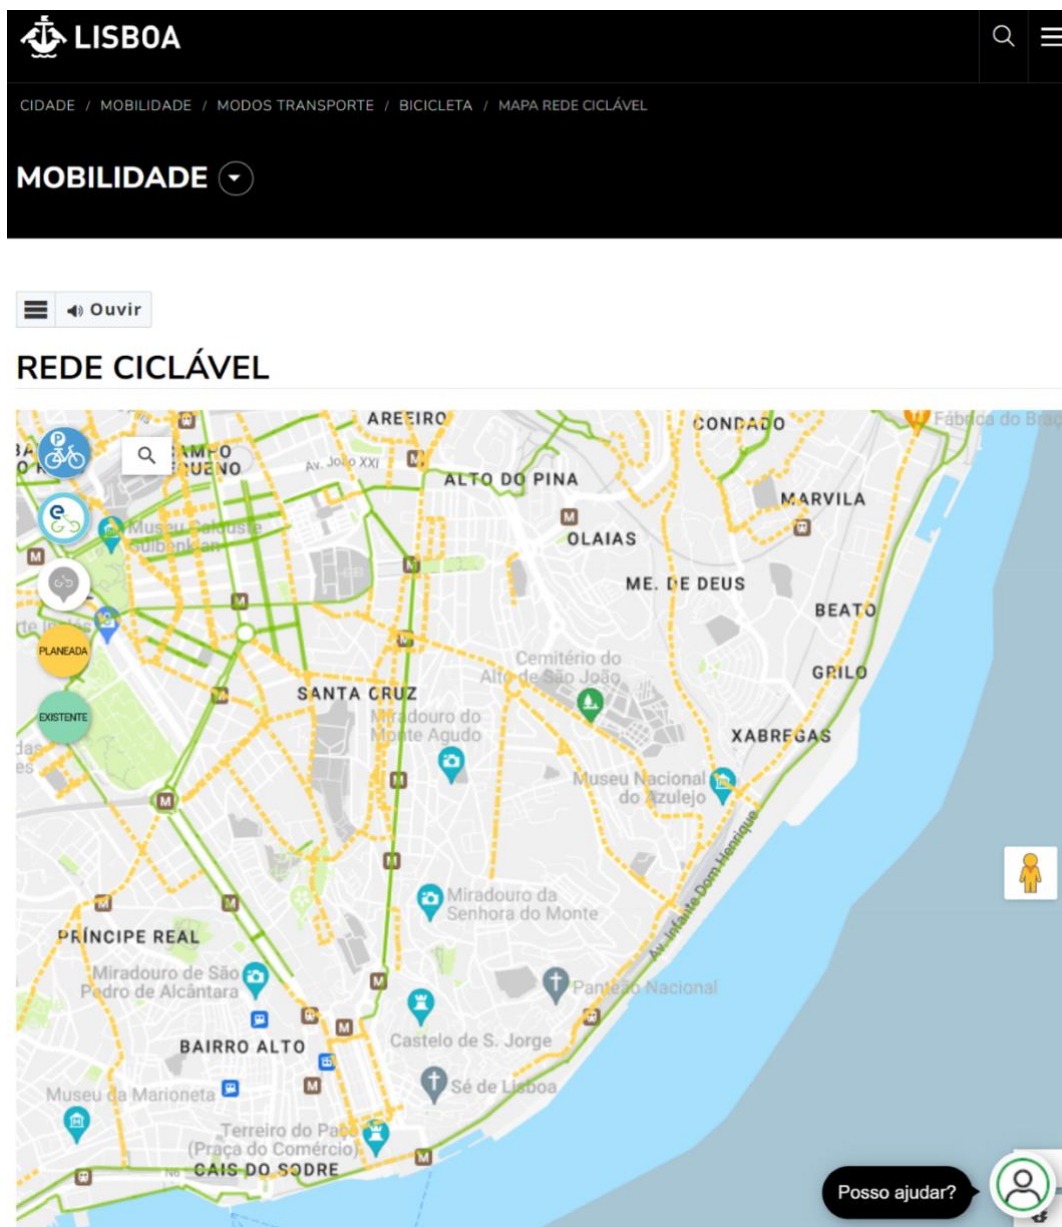 LISBOA
CIDADE / MOBILIDADE / MODOS TRANSPORTE / BICICLETA / MAPA REDE CICLÁVEL
MOBILIDADE
Ouvir
REDE CICLÁVEL
AREEIRO
CONDADO
Fábrica do Braç
Av. João XXI
ALTO DO PINA
MARVILA
OLAIAS
ME. DE DEUS
BEATO
GRILO
PLANEADA
EXISTENTE
Cemitério do
Alto de São João
SANTA CRUZ
Miradouro do
Monte Agudo
XABREGAS
Museu Nacional
do Azulejo
Av. Infante Dom Henrique
Miradouro da
Senhora do Monte
PRÍNCIPE REAL
Miradouro de São
Pedro de Alcântara
Panteão Nacional
BAIRRO ALTO
Castelo de S. Jorge
Museu da Marioneta
Sé de Lisboa
Terreiro do Paço
(Praça do Comércio)
CAIS DO SODRE
Posso ajudar?